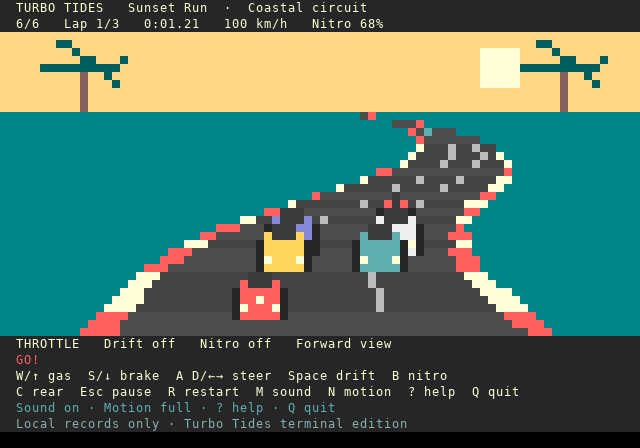 TURBO TIDES   Sunset Run  ·  Coastal circuit
6/6   Lap 1/3   0:01.21   100 km/h   Nitro 68%
THROTTLE   Drift off   Nitro off   Forward view
GO!
W/↑ gas  S/↓ brake  A D/←→ steer  Space drift  B nitro
C rear  Esc pause  R restart  M sound  N motion  ? help  Q quit
Sound on · Motion full · ? help · Q quit
Local records only · Turbo Tides terminal edition